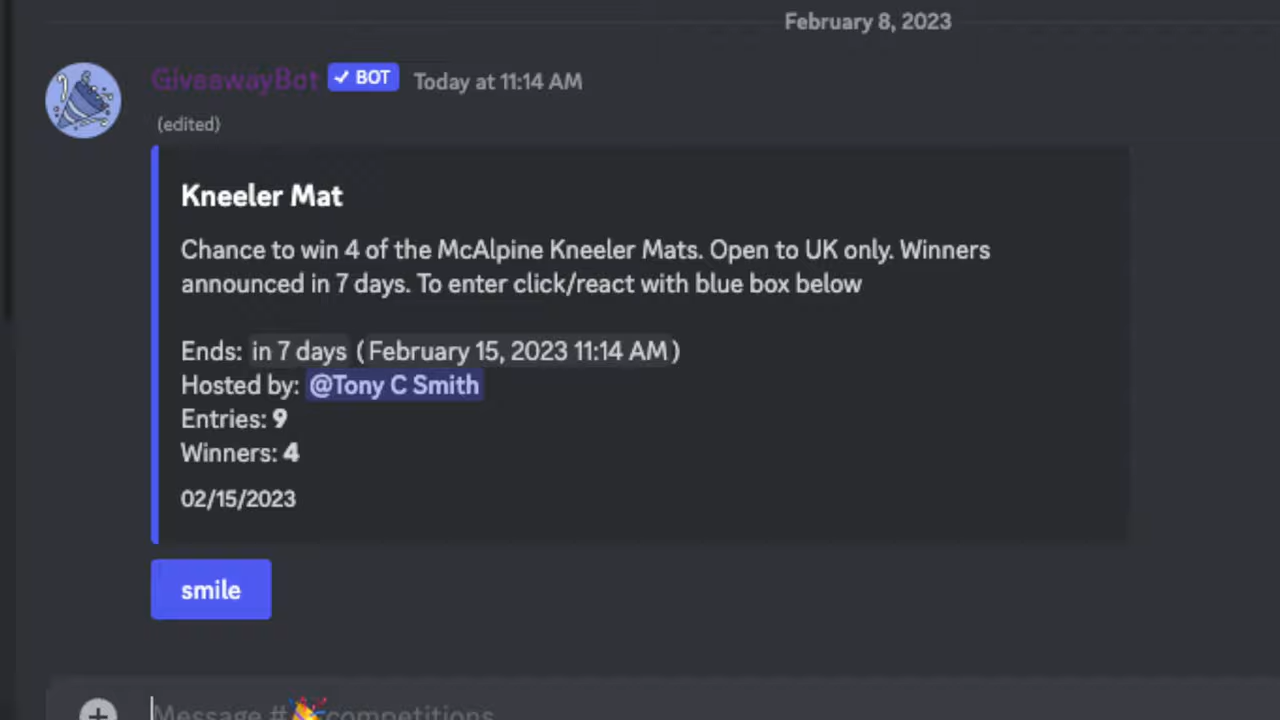 February 8, 2023
GiveawayBot ✓ BOT Today at 11:14 AM
(edited)
Kneeler Mat
Chance to win 4 of the McAlpine Kneeler Mats. Open to UK only. Winners
announced in 7 days. To enter click/react with blue box below
Ends: in 7 days (February 15, 2023 11:14 AM)
Hosted by: @Tony C Smith
Entries: 9
Winners: 4
02/15/2023
smile
Message #🎉competitions